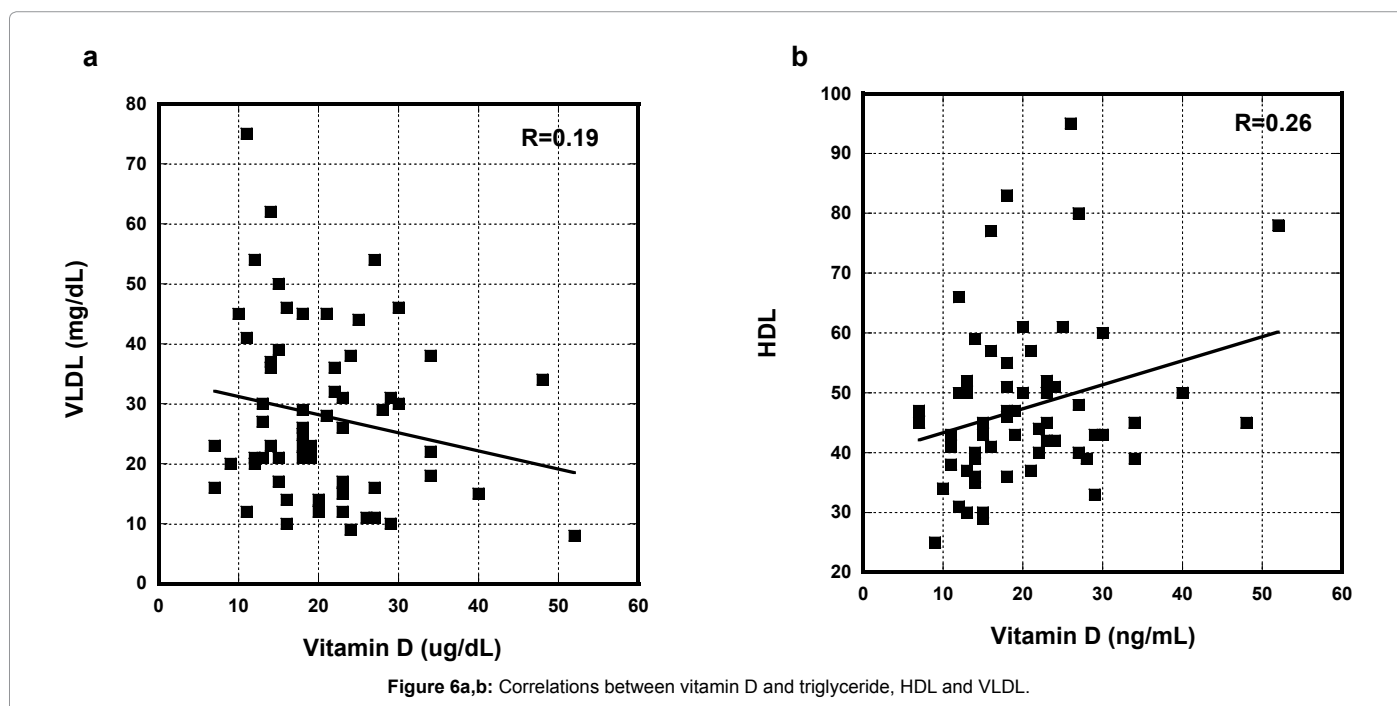 a
80
70
60
50
40
30
20
10
0
VLDL (mg/dL)
R=0.19
0 10 20 30 40 50 60
Vitamin D (ug/dL)
b
100
90
80
70
60
50
40
30
20
HDL
R=0.26
0 10 20 30 40 50 60
Vitamin D (ng/mL)
Figure 6a,b: Correlations between vitamin D and triglyceride, HDL and VLDL.